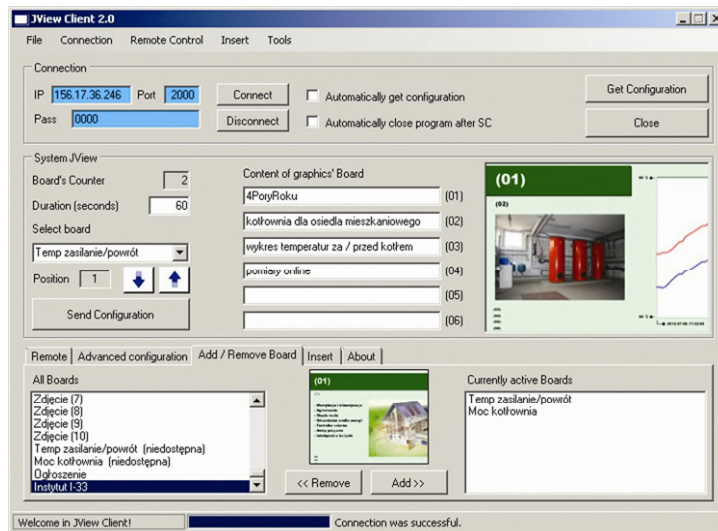 JView Client 2.0
File Connection Remote Control Insert Tools
Connection
IP 156.17.36.246 Port 2000 Connect
Automatically get configuration
Get Configuration
Pass 0000 Disconnect
Automatically close program after SC
Close
System JView
Board's Counter 2
Duration (seconds) 60
Select board
Temp zasilanie/powrót
Position 1
Send Configuration
Content of graphics' Board
4PoryRoku (01)
kotłownia dla osiedla mieszkaniowego (02)
wykres temperatur za / przed kotłem (03)
pomiary online (04)
(05)
(06)
(01)
(02)
Remote Advanced configuration Add / Remove Board Insert About
All Boards
Zdjęcie (7)
Zdjęcie (8)
Zdjęcie (9)
Zdjęcie (10)
Temp zasilanie/powrót (niedostępna)
Moc kotłownia (niedostępna)
Ogłoszenie
Instytut I-33
(01)
<< Remove Add >>
Currently active Boards
Temp zasilanie/powrót
Moc kotłownia
Welcome in JView Client! Connection was successful.